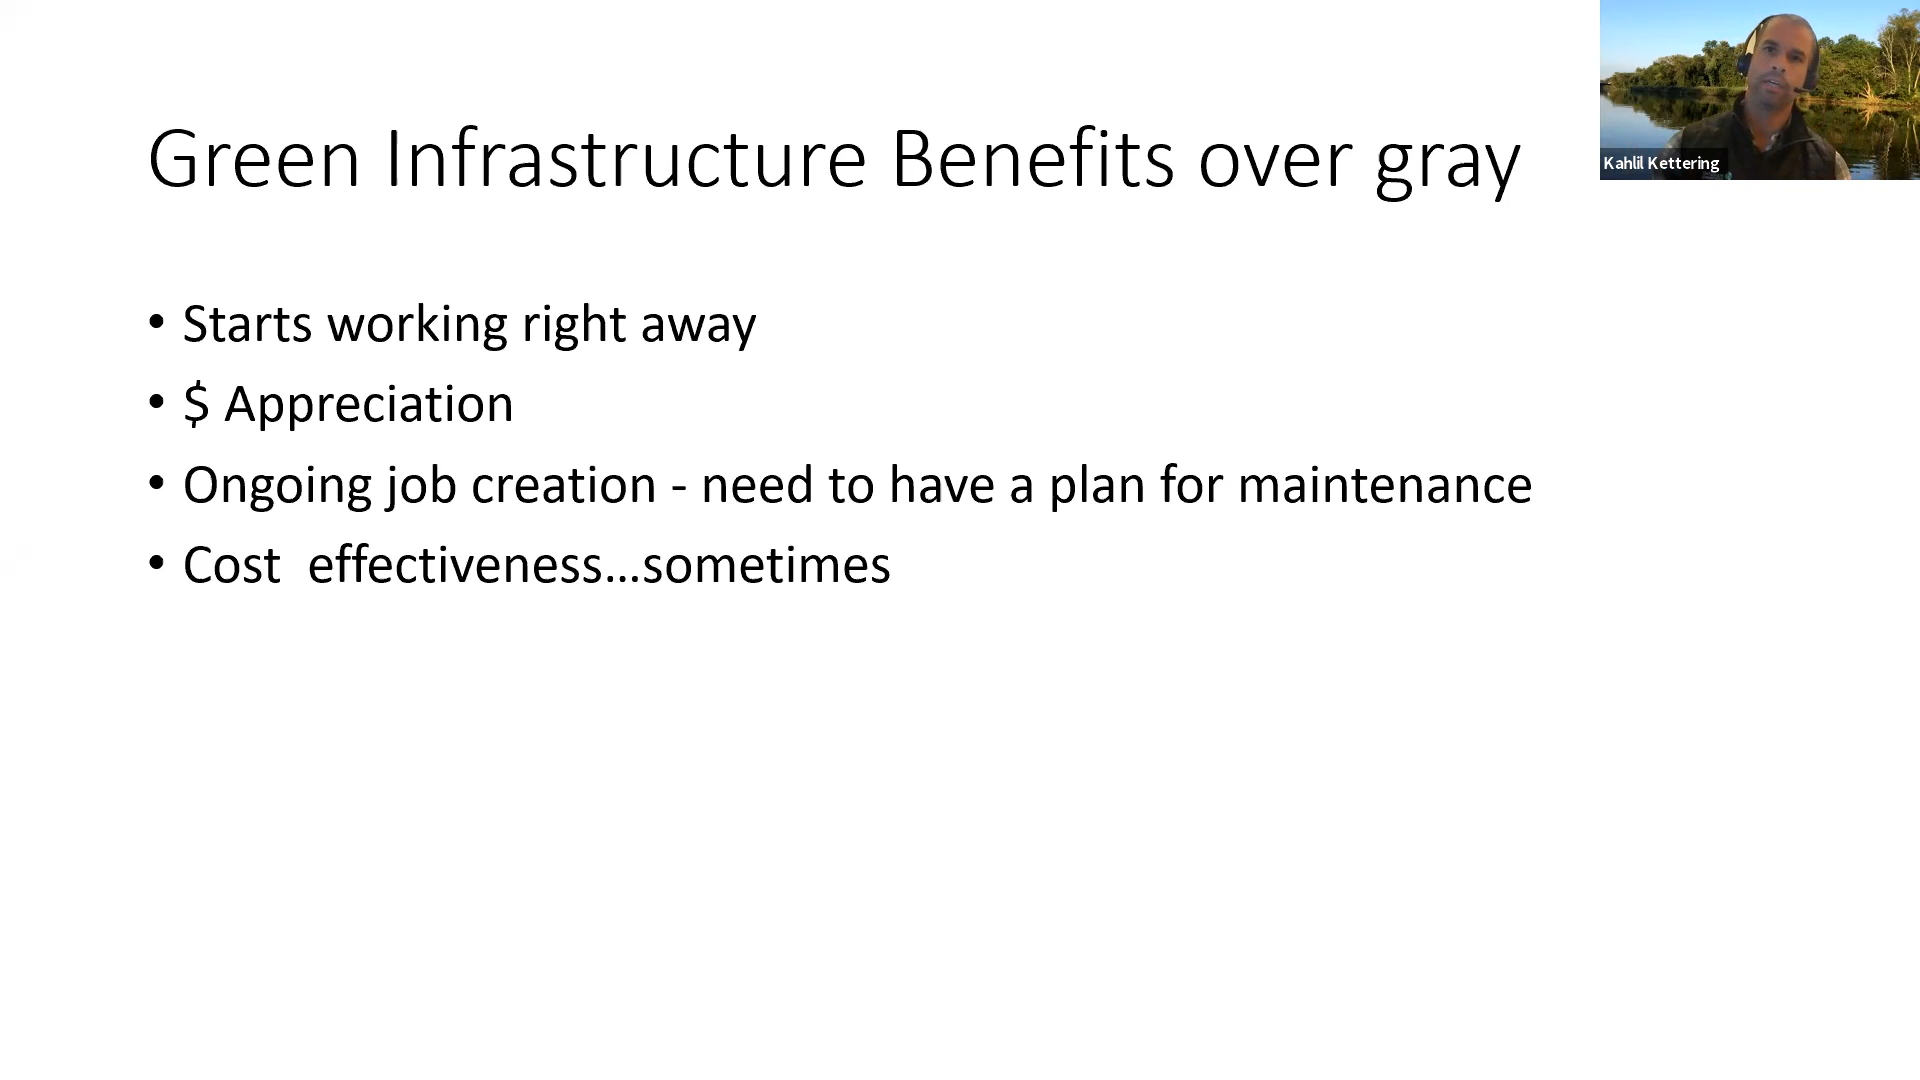 Green Infrastructure Benefits over gray
Kahlil Kettering
• Starts working right away
• $ Appreciation
• Ongoing job creation - need to have a plan for maintenance
• Cost  effectiveness...sometimes